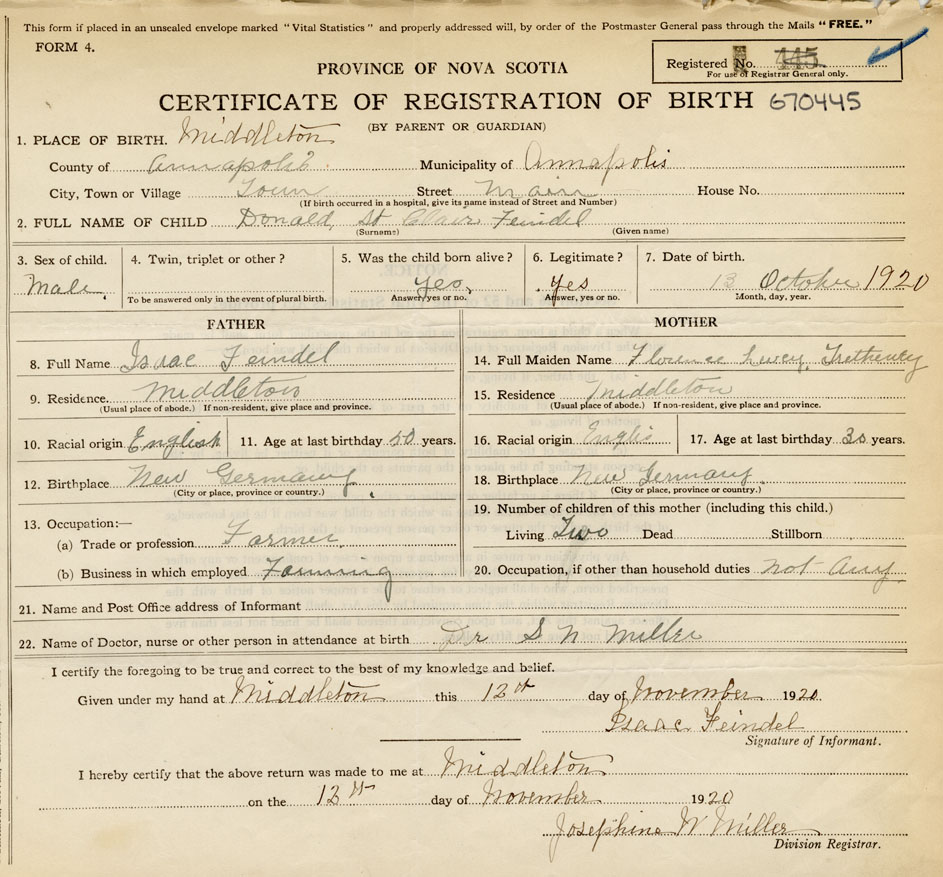 This form if placed in an unsealed envelope marked "Vital Statistics" and properly addressed will, by order of the Postmaster General pass through the Mails "FREE."
FORM 4.
Registered No. 445
For use of Registrar General only.
PROVINCE OF NOVA SCOTIA
CERTIFICATE OF REGISTRATION OF BIRTH 670445
(BY PARENT OR GUARDIAN)
1. PLACE OF BIRTH. Middleton
County of Annapolis Municipality of Annapolis
City, Town or Village Town Street Main House No.
(If birth occurred in a hospital, give its name instead of Street and Number)
2. FULL NAME OF CHILD Donald, St Clair Feindel
(Surname) (Given name)
3. Sex of child. 4. Twin, triplet or other? 5. Was the child born alive? 6. Legitimate? 7. Date of birth.
Male yes yes 13 October 1920
To be answered only in the event of plural birth. Answer, yes or no. Answer, yes or no. Month, day, year.
FATHER
8. Full Name Isaac Feindel
9. Residence. Middleton
(Usual place of abode.) If non-resident, give place and province.
10. Racial origin English 11. Age at last birthday 50 years.
12. Birthplace New Germany
(City or place, province or country.)
13. Occupation:—
(a) Trade or profession Farmer
(b) Business in which employed Farming
MOTHER
14. Full Maiden Name Florence Lucey Trethewey
15. Residence Middleton
(Usual place of abode.) If non-resident, give place and province.
16. Racial origin Englis 17. Age at last birthday 30 years.
18. Birthplace New Germany
(City or place, province or country.)
19. Number of children of this mother (including this child.)
Living Two Dead Stillborn
20. Occupation, if other than household duties not any
21. Name and Post Office address of Informant
22. Name of Doctor, nurse or other person in attendance at birth Dr S N Miller
I certify the foregoing to be true and correct to the best of my knowledge and belief.
Given under my hand at Middleton this 12th day of November 1920
Isaac Feindel
Signature of Informant.
I hereby certify that the above return was made to me at Middleton
on the 12th day of November 1920
Josephine W Miller
Division Registrar.